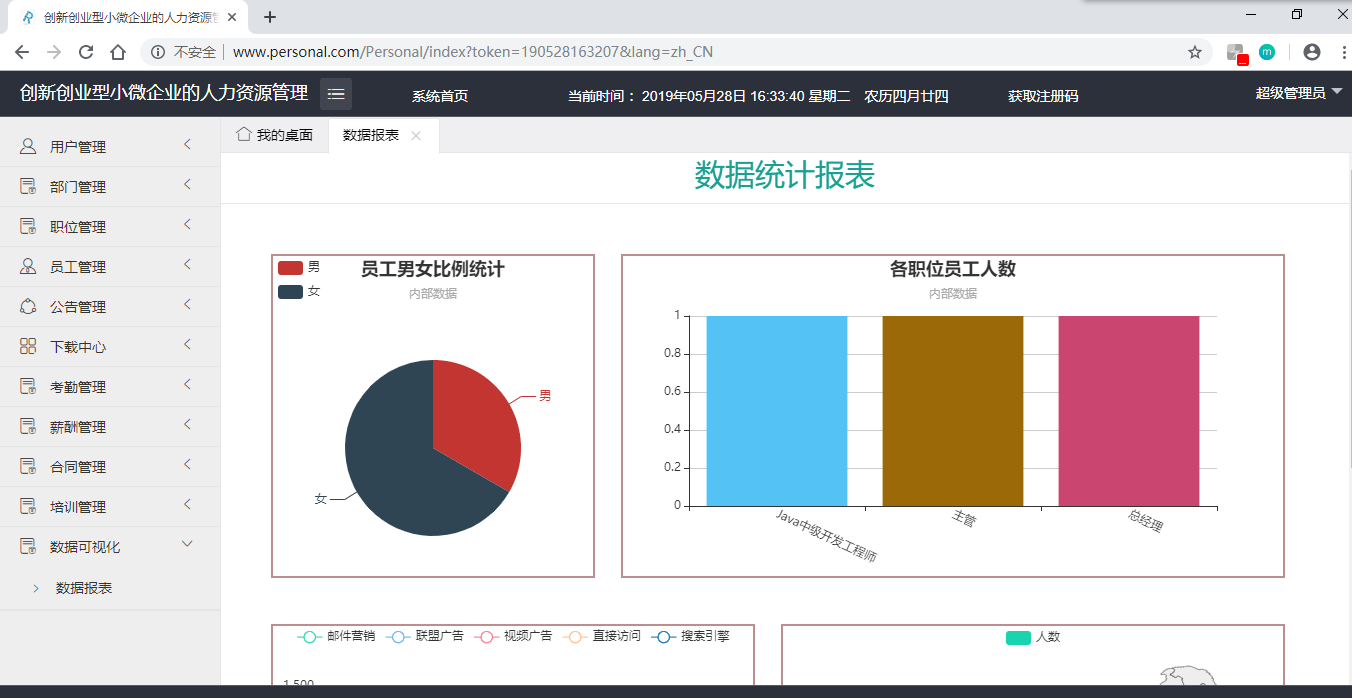 创新创业型小微企业的人力资源管
不安全 www.personal.com/Personal/index?token=190528163207&lang=zh_CN
m
创新创业型小微企业的人力资源管理
系统首页
当前时间： 2019年05月28日 16:33:40 星期二 农历四月廿四
获取注册码
超级管理员
用户管理
部门管理
职位管理
员工管理
公告管理
下载中心
考勤管理
薪酬管理
合同管理
培训管理
数据可视化
数据报表
我的桌面
数据报表
数据统计报表
男
女
员工男女比例统计
内部数据
男
女
各职位员工人数
内部数据
1
0.8
0.6
0.4
0.2
0
Java中级开发工程师
主管
总经理
邮件营销 联盟广告 视频广告 直接访问 搜索引擎
1,500
人数